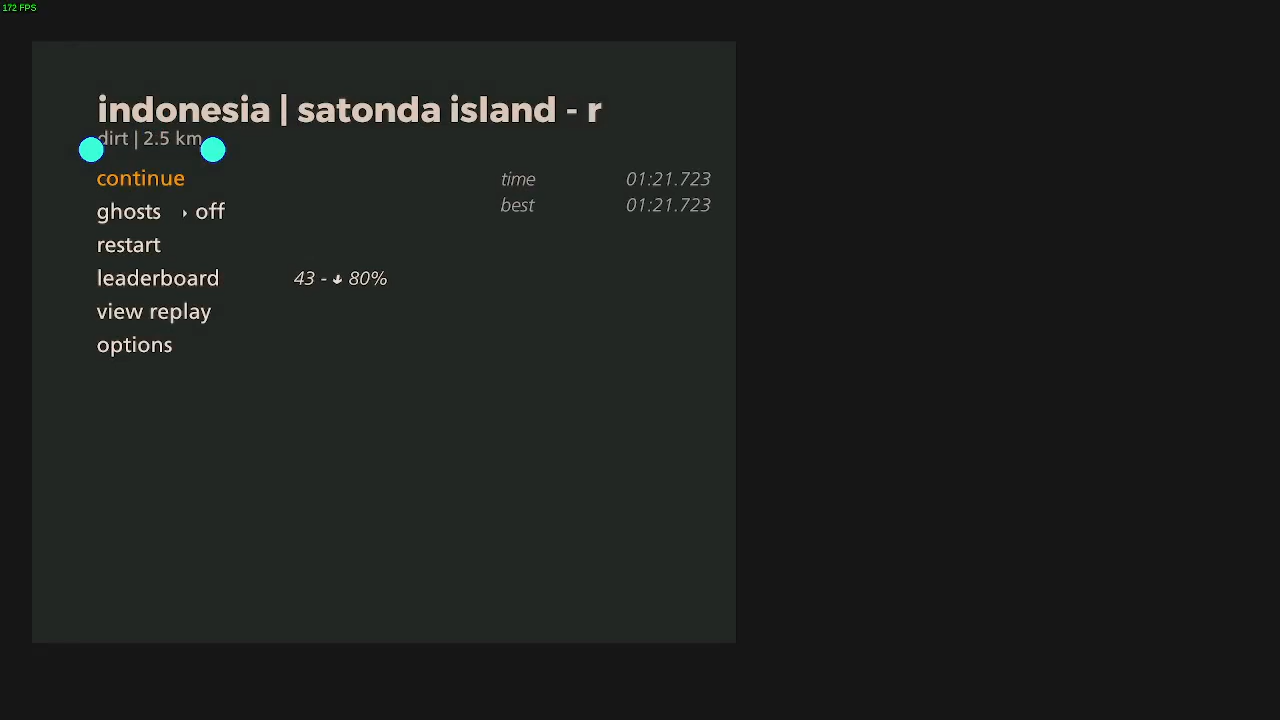 172 FPS
indonesia | satonda island - r
dirt | 2.5 km
continue
time 01:21.723
ghosts ‣ off
best 01:21.723
restart
leaderboard 43 - ↓ 80%
view replay
options